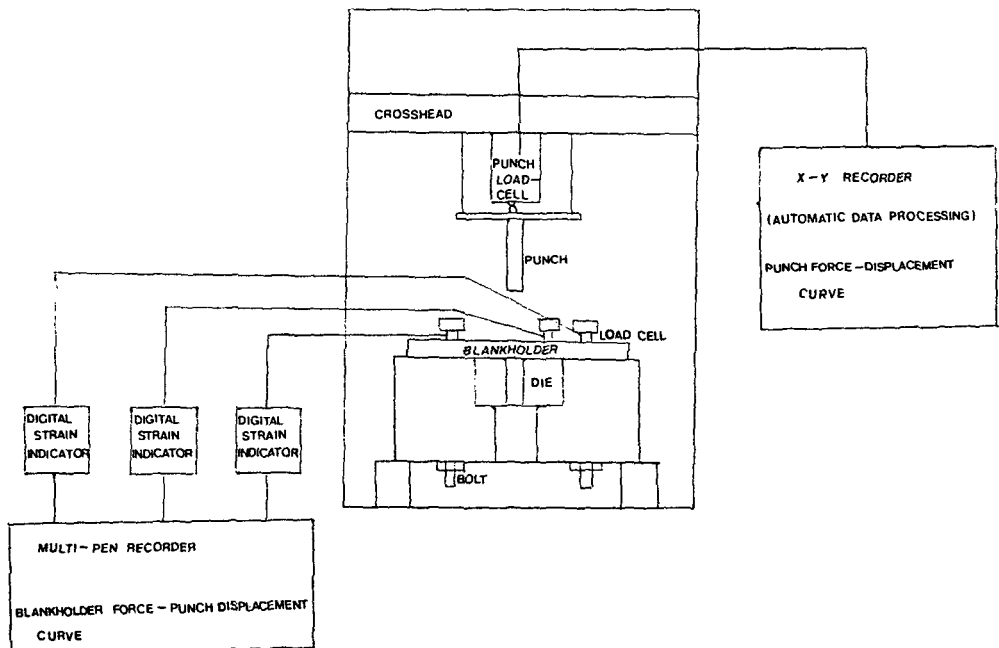 CROSSHEAD
PUNCH
LOAD-
CELL
PUNCH
X-Y RECORDER
(AUTOMATIC DATA PROCESSING)
PUNCH FORCE-DISPLACEMENT
CURVE
LOAD CELL
BLANKHOLDER
DIE
BOLT
DIGITAL
STRAIN
INDICATOR
DIGITAL
STRAIN
INDICATOR
DIGITAL
STRAIN
INDICATOR
MULTI-PEN RECORDER
BLANKHOLDER FORCE-PUNCH DISPLACEMENT
CURVE